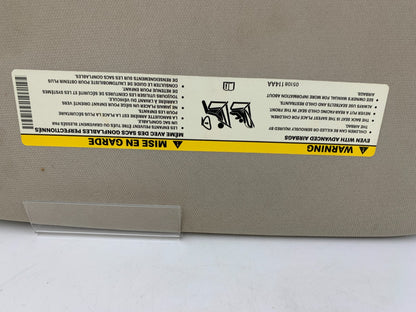 WARNING
EVEN WITH ADVANCED AIRBAGS
• CHILDREN CAN BE KILLED OR SERIOUSLY INJURED BY
THE AIRBAG
• THE BACK SEAT IS THE SAFEST PLACE FOR CHILDREN
• NEVER PUT A REAR FACING CHILD SEAT IN THE FRONT
• ALWAYS USE SEATBELTS AND CHILD RESTRAINTS
• SEE OWNER'S MANUAL FOR MORE INFORMATION ABOUT
AIRBAGS
05108114AA
MISE EN GARDE
MÊME AVEC DES SACS GONFLABLES PERFECTIONNÉS
• LES ENFANTS PEUVENT ÊTRE TUÉS OU GRAVEMENT BLESSÉS PAR
UN SAC GONFLABLE.
• LA BANQUETTE ARRIÈRE EST LA PLACE LA PLUS SÉCURITAIRE
POUR LES ENFANTS.
• NE JAMAIS PLACER UN SIÈGE POUR ENFANT ORIENTÉ VERS
L'ARRIÈRE À L'AVANT DU VÉHICULE.
• TOUJOURS UTILISER LES CEINTURES DE SÉCURITÉ ET LES SYSTÈMES
DE RETENUE POUR ENFANT.
• CONSULTEZ LE GUIDE DE L'AUTOMOBILISTE POUR OBTENIR PLUS
DE RENSEIGNEMENTS SUR LES SACS GONFLABLES.